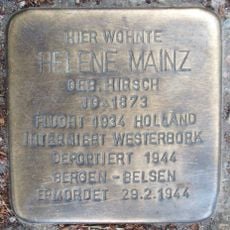 HIER WOHNTE
HELENE MAINZ
GEB. HIRSCH
JG. 1873
FLUCHT 1934 HOLLAND
INTERNIERT WESTERBORK
DEPORTIERT 1944
BERGEN-BELSEN
ERMORDET 29.2.1944